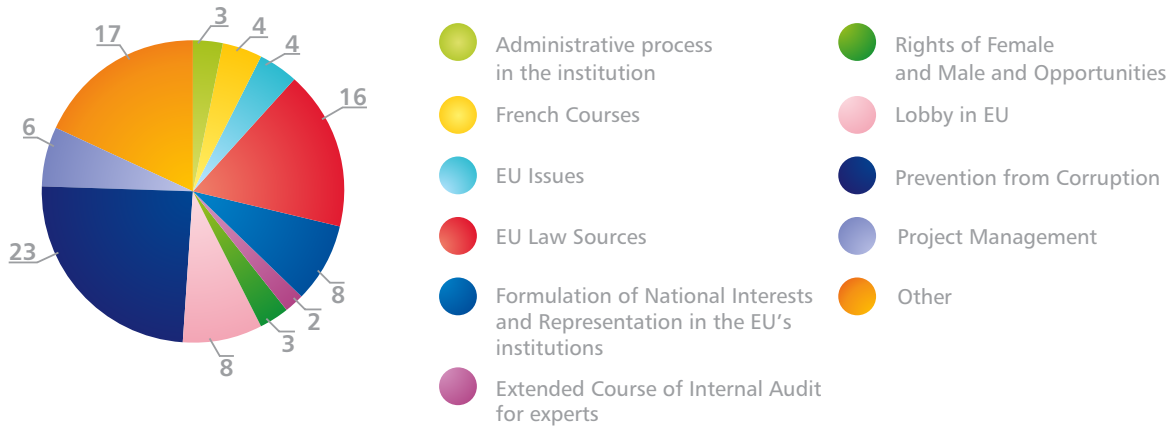 3
4
4
16
8
2
3
8
23
6
17
Administrative process
in the institution
French Courses
EU Issues
EU Law Sources
Formulation of National Interests
and Representation in the EU's
institutions
Extended Course of Internal Audit
for experts
Rights of Female
and Male and Opportunities
Lobby in EU
Prevention from Corruption
Project Management
Other